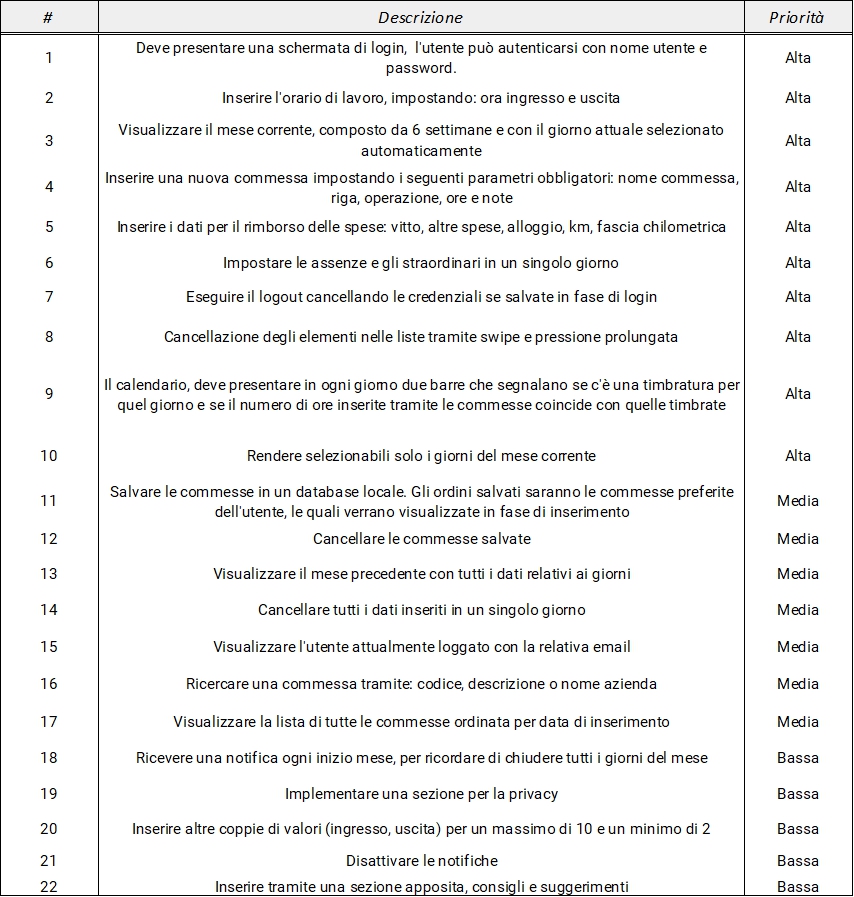 # Descrizione Priorità
1 Deve presentare una schermata di login, l'utente può autenticarsi con nome utente e
password. Alta
2 Inserire l'orario di lavoro, impostando: ora ingresso e uscita Alta
3 Visualizzare il mese corrente, composto da 6 settimane e con il giorno attuale selezionato
automaticamente Alta
4 Inserire una nuova commessa impostando i seguenti parametri obbligatori: nome commessa,
riga, operazione, ore e note Alta
5 Inserire i dati per il rimborso delle spese: vitto, altre spese, alloggio, km, fascia chilometrica Alta
6 Impostare le assenze e gli straordinari in un singolo giorno Alta
7 Eseguire il logout cancellando le credenziali se salvate in fase di login Alta
8 Cancellazione degli elementi nelle liste tramite swipe e pressione prolungata Alta
9 Il calendario, deve presentare in ogni giorno due barre che segnalano se c'è una timbratura per
quel giorno e se il numero di ore inserite tramite le commesse coincide con quelle timbrate Alta
10 Rendere selezionabili solo i giorni del mese corrente Alta
11 Salvare le commesse in un database locale. Gli ordini salvati saranno le commesse preferite
dell'utente, le quali verrano visualizzate in fase di inserimento Media
12 Cancellare le commesse salvate Media
13 Visualizzare il mese precedente con tutti i dati relativi ai giorni Media
14 Cancellare tutti i dati inseriti in un singolo giorno Media
15 Visualizzare l'utente attualmente loggato con la relativa email Media
16 Ricercare una commessa tramite: codice, descrizione o nome azienda Media
17 Visualizzare la lista di tutte le commesse ordinata per data di inserimento Media
18 Ricevere una notifica ogni inizio mese, per ricordare di chiudere tutti i giorni del mese Bassa
19 Implementare una sezione per la privacy Bassa
20 Inserire altre coppie di valori (ingresso, uscita) per un massimo di 10 e un minimo di 2 Bassa
21 Disattivare le notifiche Bassa
22 Inserire tramite una sezione apposita, consigli e suggerimenti Bassa